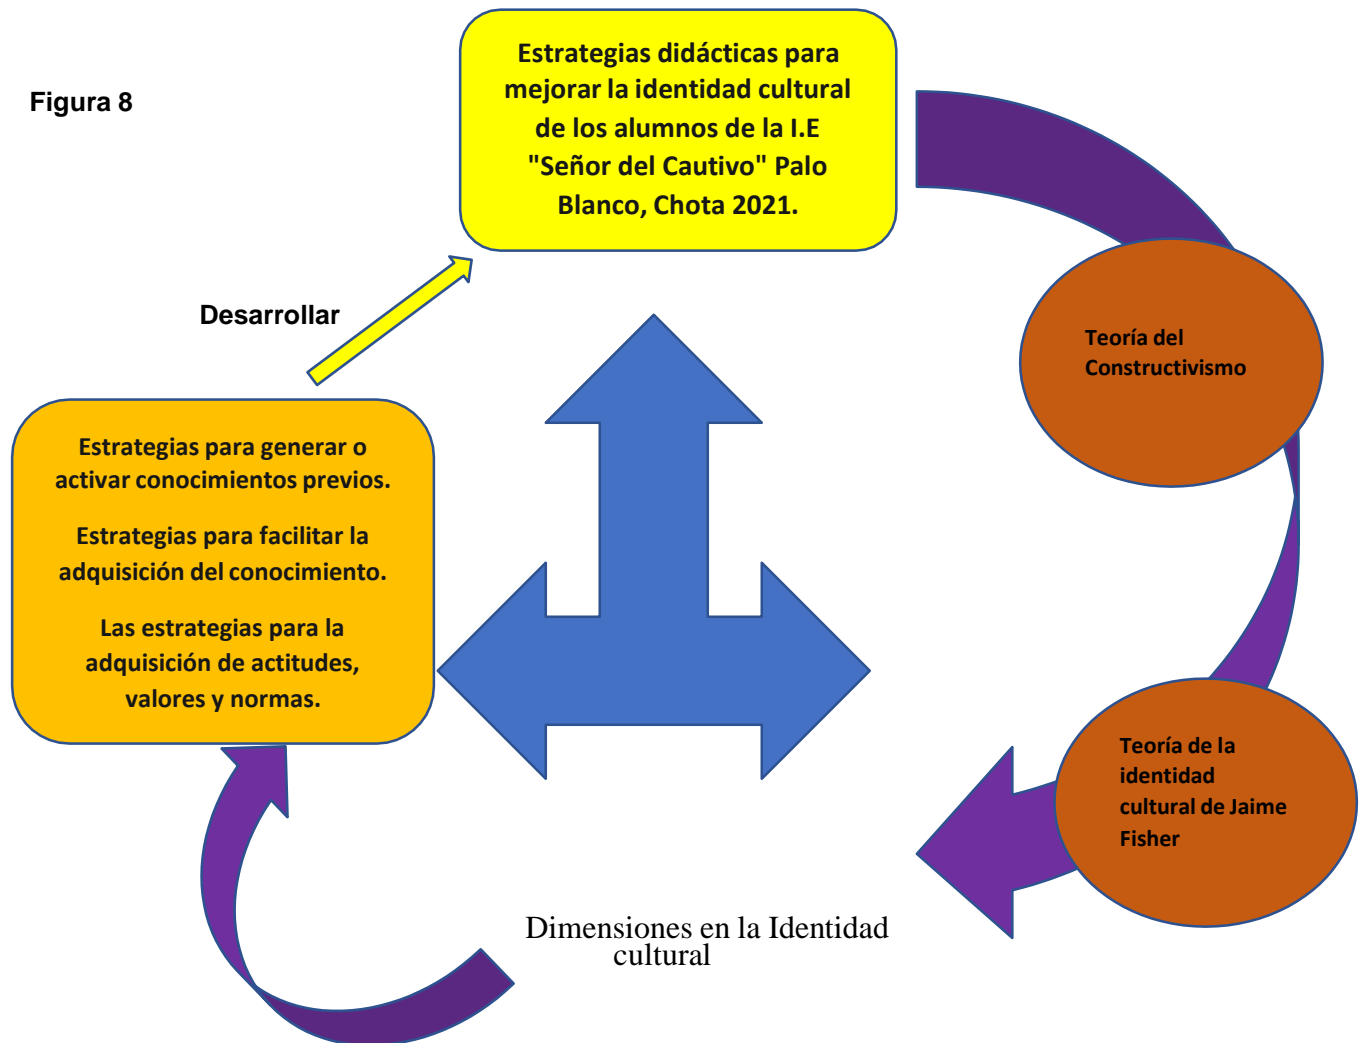 Figura 8
Estrategias didácticas para
mejorar la identidad cultural
de los alumnos de la I.E
"Señor del Cautivo" Palo
Blanco, Chota 2021.
Desarrollar
Teoría del
Constructivismo
Estrategias para generar o
activar conocimientos previos.
Estrategias para facilitar la
adquisición del conocimiento.
Las estrategias para la
adquisición de actitudes,
valores y normas.
Teoría de la
identidad
cultural de Jaime
Fisher
Dimensiones en la Identidad
cultural